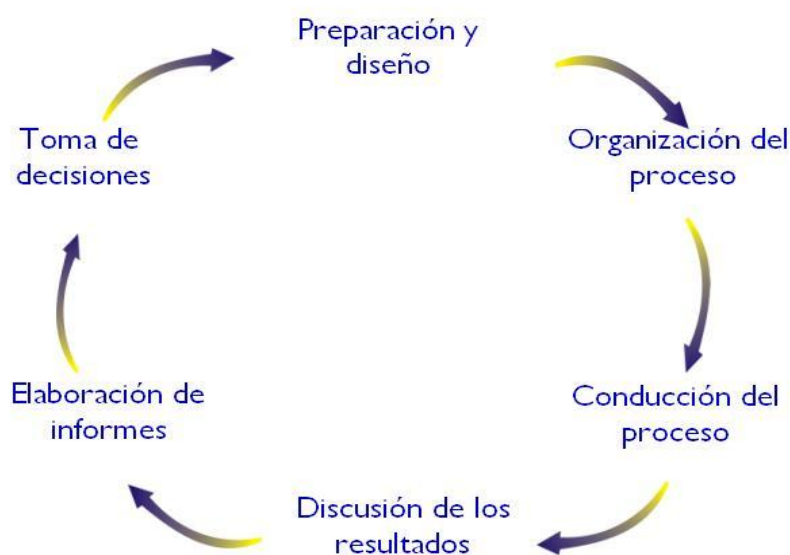 Preparación y
diseño
Organización del
proceso
Conducción del
proceso
Discusión de los
resultados
Elaboración de
informes
Toma de
decisiones